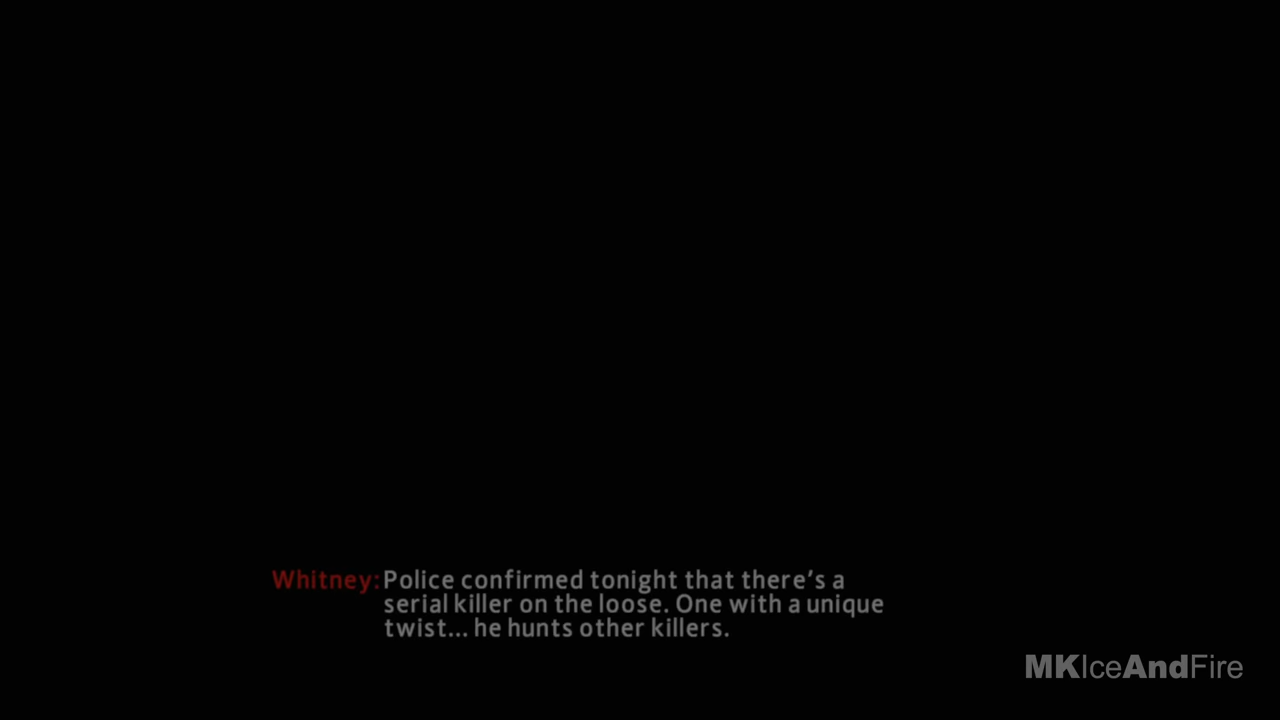 Whitney: Police confirmed tonight that there's a
serial killer on the loose. One with a unique
twist... he hunts other killers.
MKIceAndFire